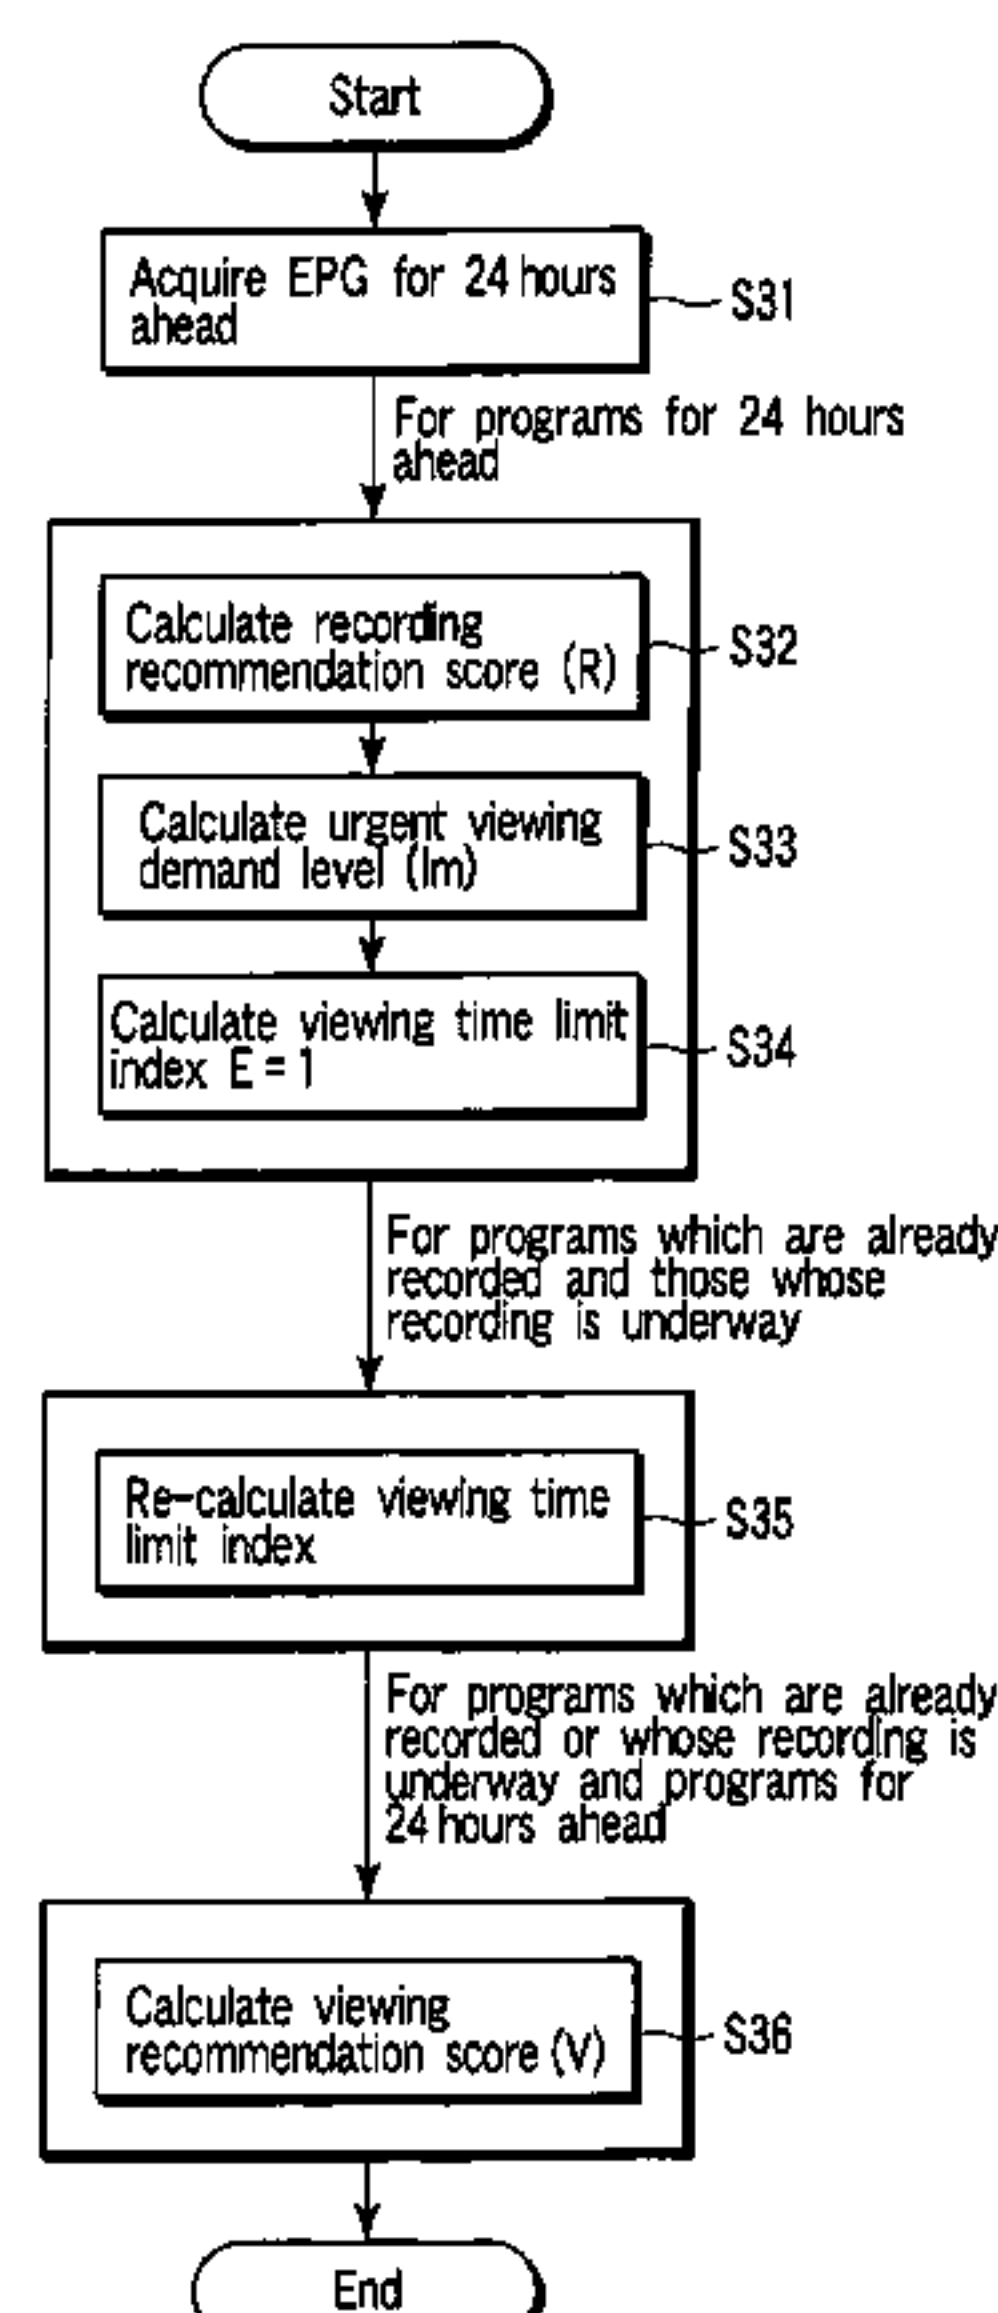 Start
Acquire EPG for 24 hours
ahead
S31
For programs for 24 hours
ahead
Calculate recording
recommendation score (R)
S32
Calculate urgent viewing
demand level (Im)
S33
Calculate viewing time limit
index E = 1
S34
For programs which are already
recorded and those whose
recording is underway
Re-calculate viewing time
limit index
S35
For programs which are already
recorded or whose recording is
underway and programs for
24 hours ahead
Calculate viewing
recommendation score (V)
S36
End